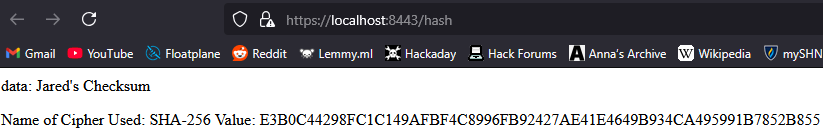 https://localhost:8443/hash
Gmail YouTube Floatplane Reddit Lemmy.ml Hackaday Hack Forums Anna's Archive Wikipedia mySHN
data: Jared's Checksum
Name of Cipher Used: SHA-256 Value: E3B0C44298FC1C149AFBF4C8996FB92427AE41E4649B934CA495991B7852B855